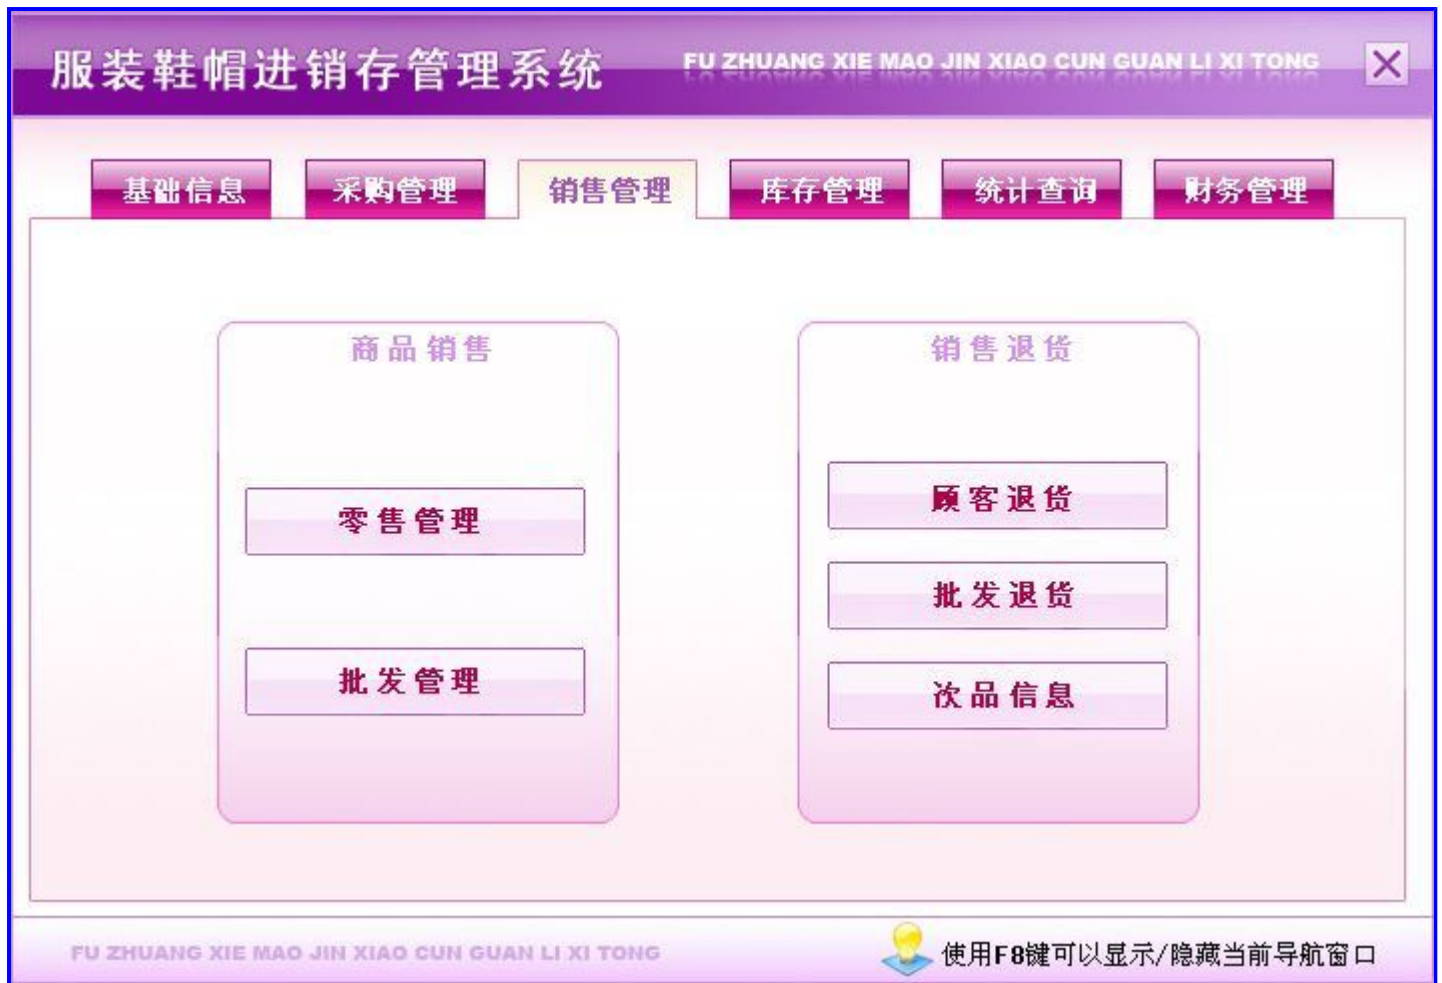 服装鞋帽进销存管理系统 FU ZHUANG XIE MAO JIN XIAO CUN GUAN LI XI TONG
基础信息 采购管理 销售管理 库存管理 统计查询 财务管理
商品销售
零售管理
批发管理
销售退货
顾客退货
批发退货
次品信息
FU ZHUANG XIE MAO JIN XIAO CUN GUAN LI XI TONG 使用F8键可以显示/隐藏当前导航窗口